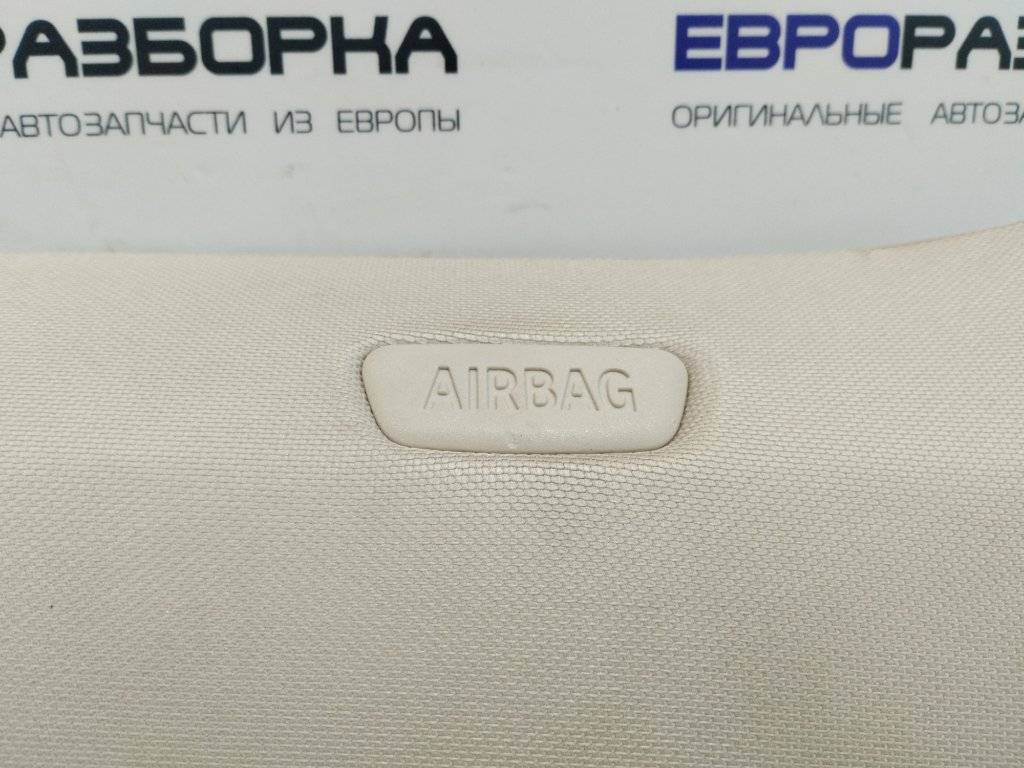 РАЗБОРКА
АВТОЗАПЧАСТИ ИЗ ЕВРОПЫ
ЕВРОРАЗ
ОРИГИНАЛЬНЫЕ АВТОЗА
AIRBAG